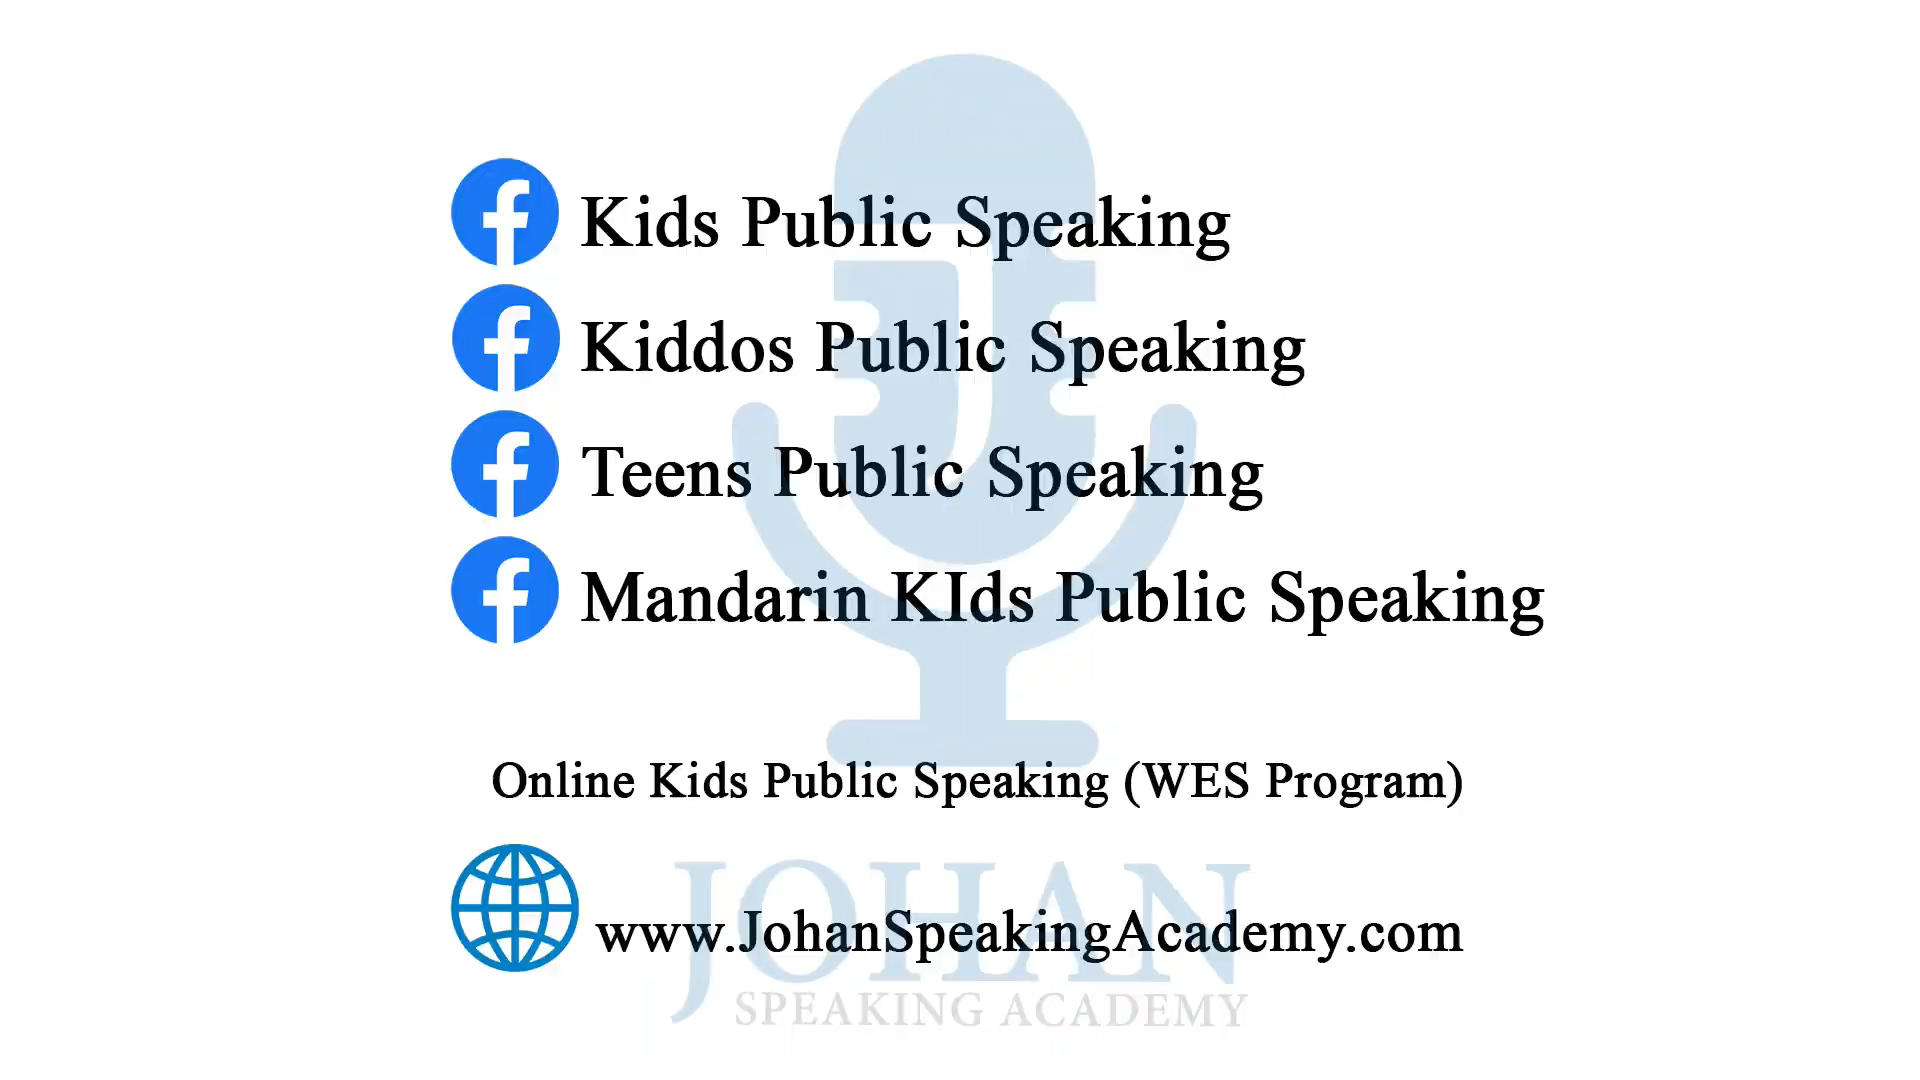 Kids Public Speaking
Kiddos Public Speaking
Teens Public Speaking
Mandarin KIds Public Speaking
Online Kids Public Speaking (WES Program)
www.JohanSpeakingAcademy.com
JOHAN
SPEAKING ACADEMY